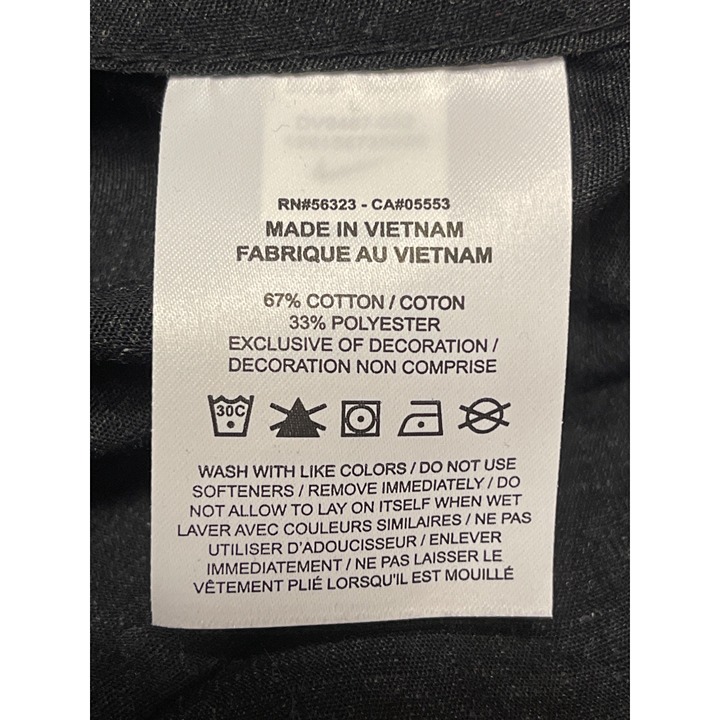 RN#56323 - CA#05553
MADE IN VIETNAM
FABRIQUE AU VIETNAM
67% COTTON / COTON
33% POLYESTER
EXCLUSIVE OF DECORATION /
DECORATION NON COMPRISE
30C
WASH WITH LIKE COLORS / DO NOT USE
SOFTENERS / REMOVE IMMEDIATELY / DO
NOT ALLOW TO LAY ON ITSELF WHEN WET
LAVER AVEC COULEURS SIMILAIRES / NE PAS
UTILISER D'ADOUCISSEUR / ENLEVER
IMMEDIATEMENT / NE PAS LAISSER LE
VÊTEMENT PLIÉ LORSQU'IL EST MOUILLÉ